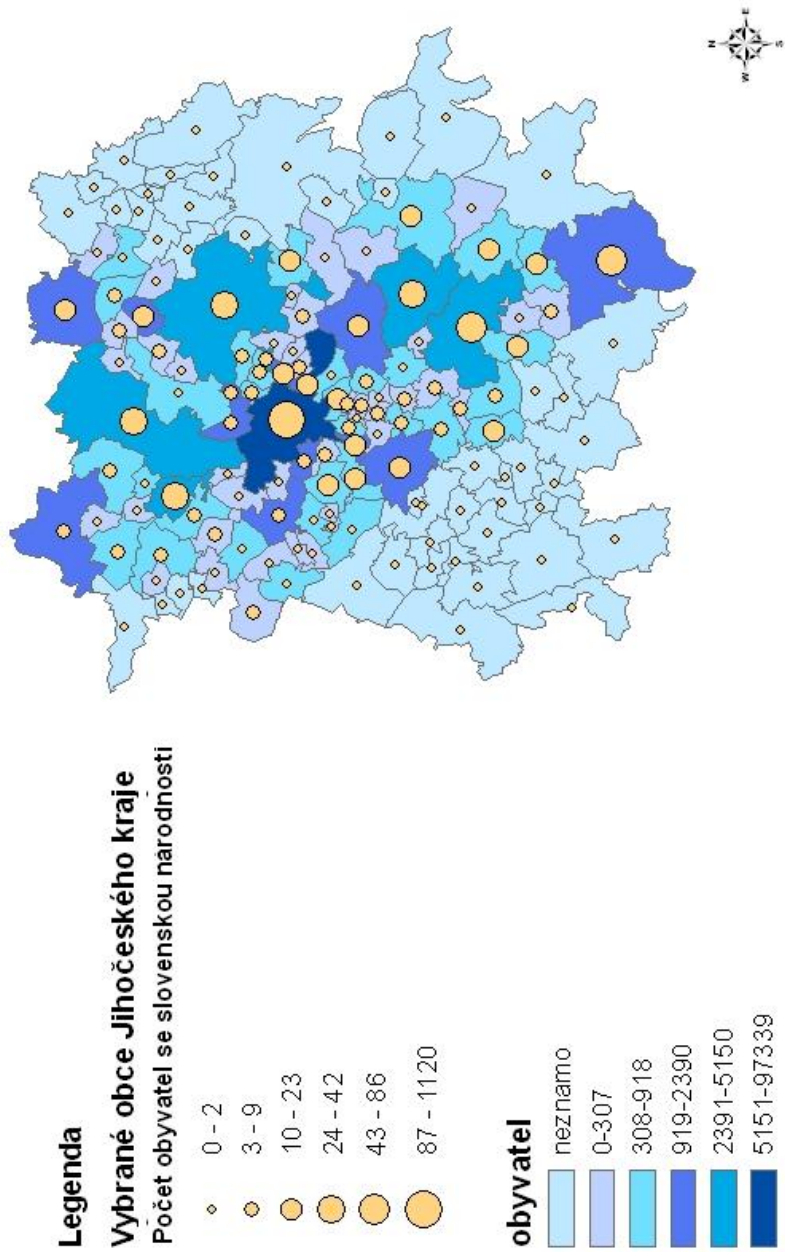 Legenda
Vybrané obce Jihočeského kraje
Počet obyvatel se slovenskou národnosti
0 - 2
3 - 9
10 - 23
24 - 42
43 - 86
87 - 1120
obyvatel
neznamo
0-307
308-918
919-2390
2391-5150
5151-97339
N
W
E
S